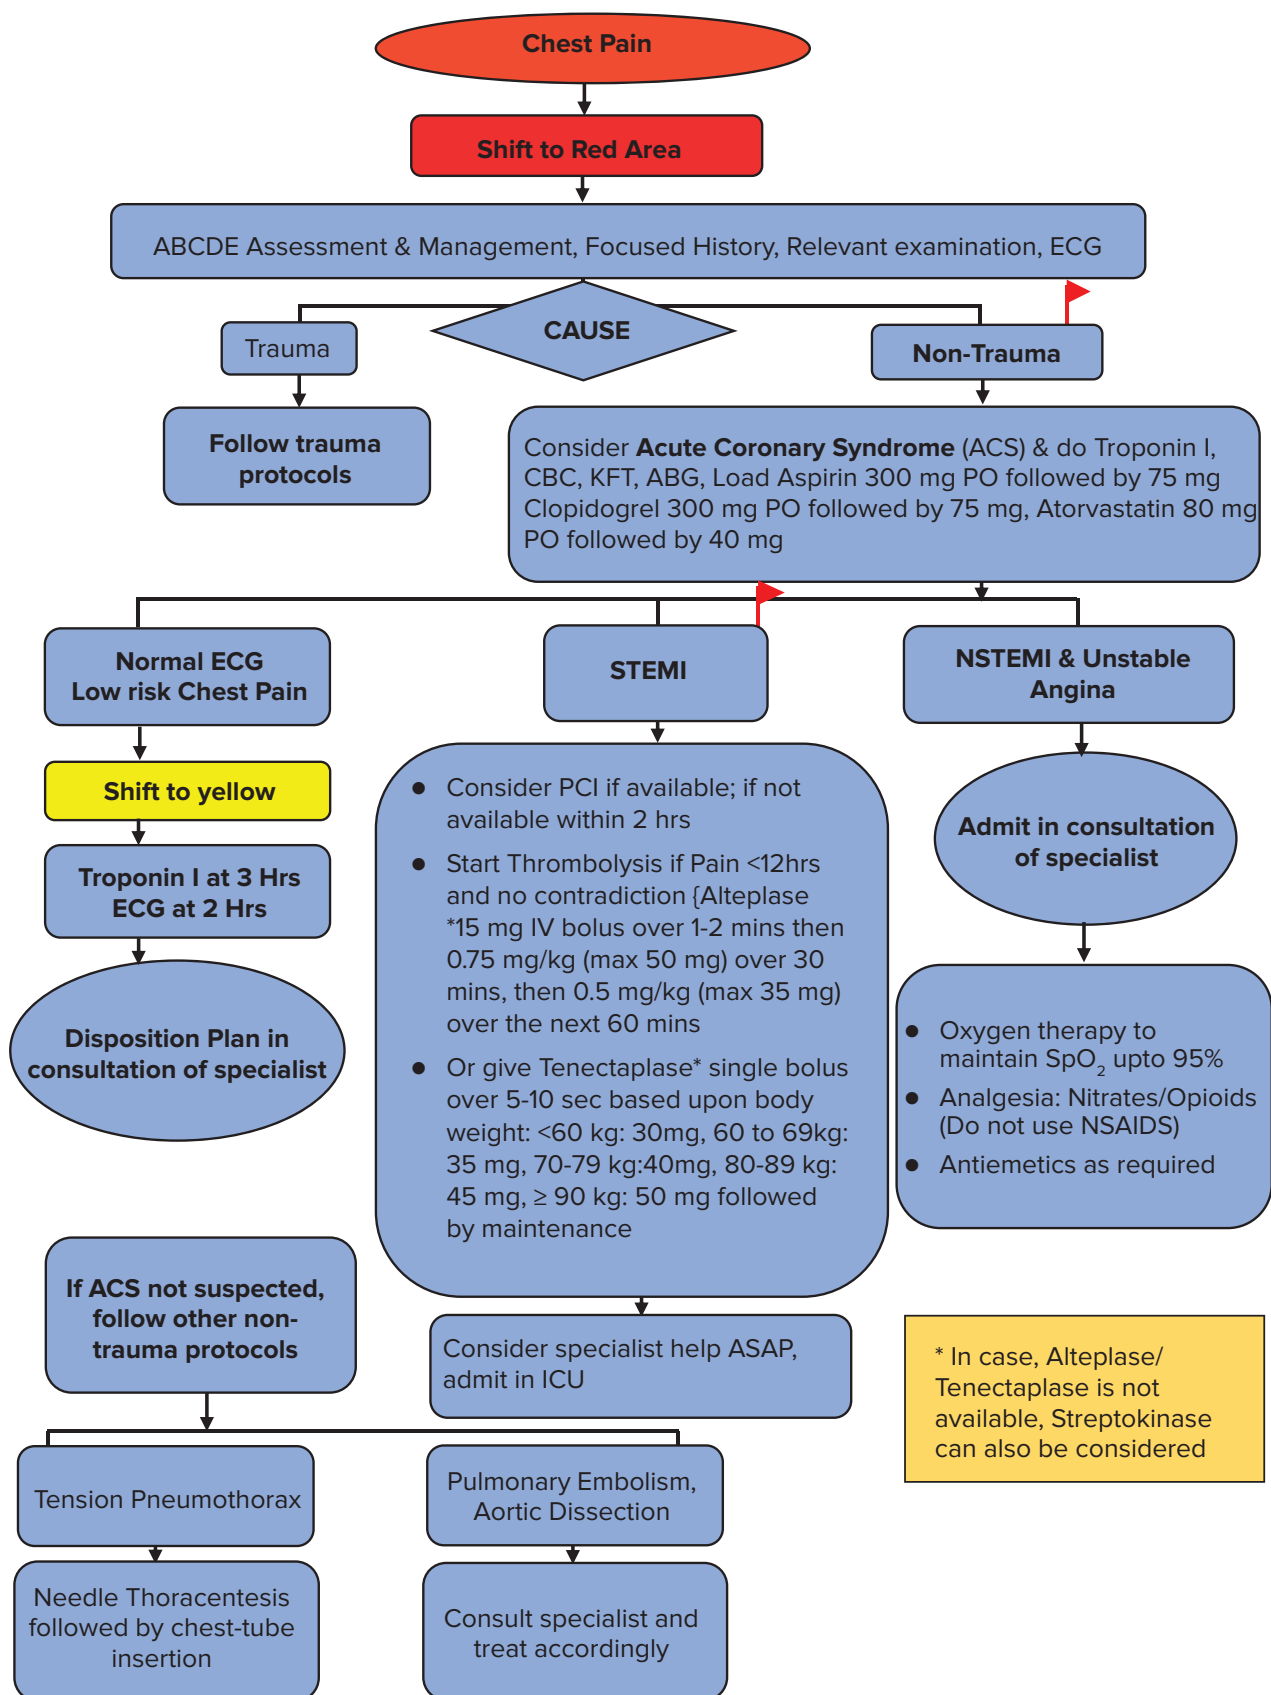 Chest Pain
Shift to Red Area
ABCDE Assessment & Management, Focused History, Relevant examination, ECG
CAUSE
Trauma
Non-Trauma
Follow trauma
protocols
Consider Acute Coronary Syndrome (ACS) & do Troponin I,
CBC, KFT, ABG, Load Aspirin 300 mg PO followed by 75 mg
Clopidogrel 300 mg PO followed by 75 mg, Atorvastatin 80 mg
PO followed by 40 mg
Normal ECG
Low risk Chest Pain
Shift to yellow
Troponin I at 3 Hrs
ECG at 2 Hrs
Disposition Plan in
consultation of specialist
STEMI
● Consider PCI if available; if not
available within 2 hrs
● Start Thrombolysis if Pain <12hrs
and no contradiction {Alteplase
*15 mg IV bolus over 1-2 mins then
0.75 mg/kg (max 50 mg) over 30
mins, then 0.5 mg/kg (max 35 mg)
over the next 60 mins
● Or give Tenectaplase* single bolus
over 5-10 sec based upon body
weight: <60 kg: 30mg, 60 to 69kg:
35 mg, 70-79 kg:40mg, 80-89 kg:
45 mg, ≥ 90 kg: 50 mg followed
by maintenance
Consider specialist help ASAP,
admit in ICU
NSTEMI & Unstable
Angina
Admit in consultation
of specialist
● Oxygen therapy to
maintain SpO₂ upto 95%
● Analgesia: Nitrates/Opioids
(Do not use NSAIDS)
● Antiemetics as required
If ACS not suspected,
follow other non-
trauma protocols
Tension Pneumothorax
Needle Thoracentesis
followed by chest-tube
insertion
Pulmonary Embolism,
Aortic Dissection
Consult specialist and
treat accordingly
* In case, Alteplase/
Tenectaplase is not
available, Streptokinase
can also be considered